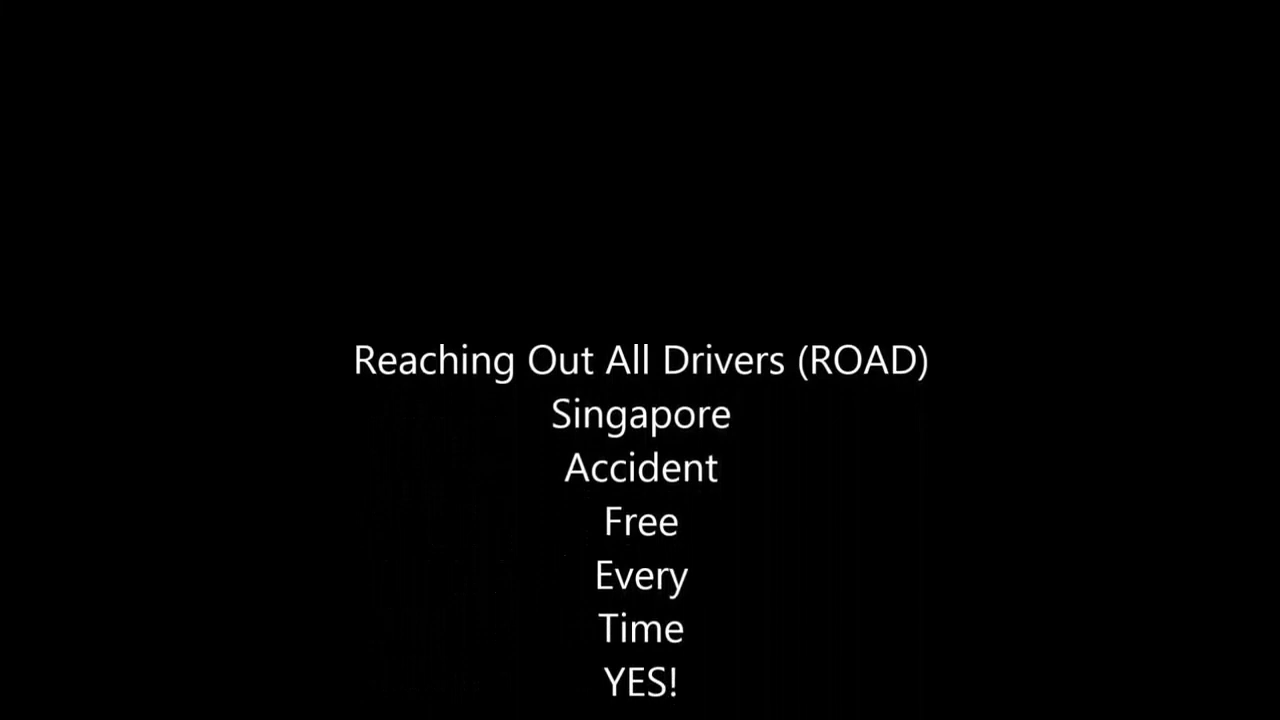 Reaching Out All Drivers (ROAD)
Singapore
Accident
Free
Every
Time
YES!